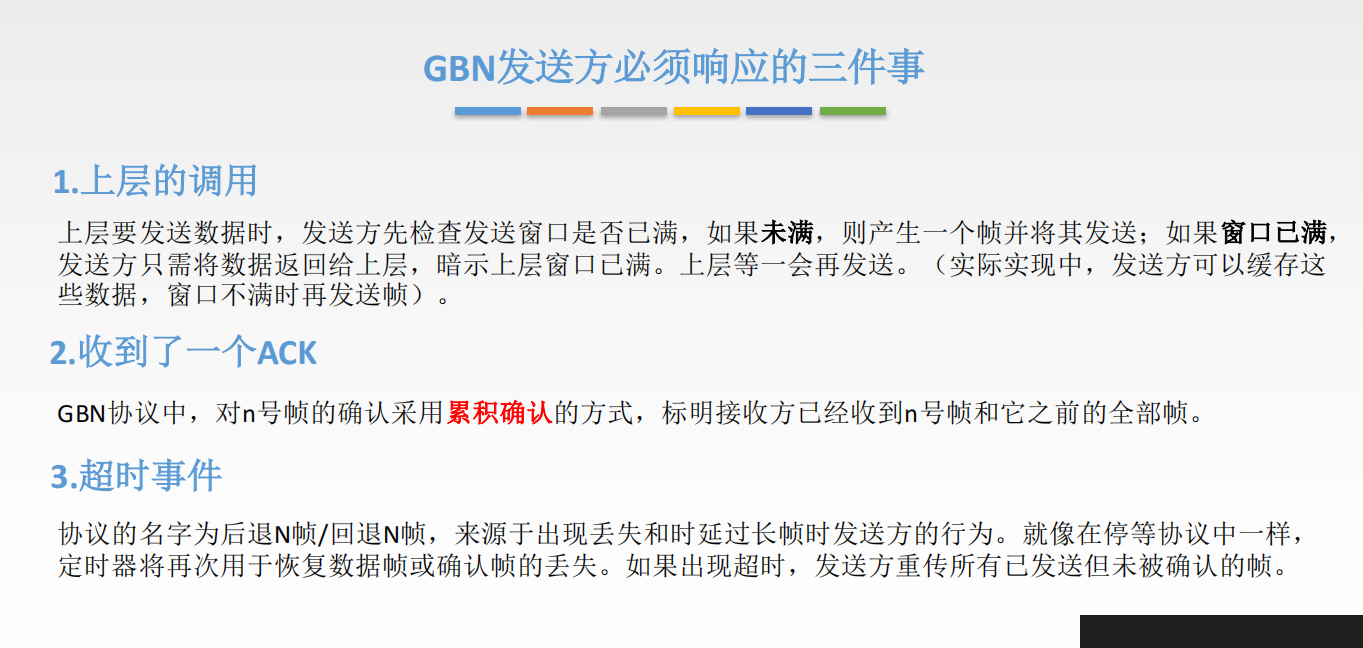 GBN发送方必须响应的三件事
1.上层的调用
上层要发送数据时，发送方先检查发送窗口是否已满，如果未满，则产生一个帧并将其发送；如果窗口已满，
发送方只需将数据返回给上层，暗示上层窗口已满。上层等一会再发送。（实际实现中，发送方可以缓存这
些数据，窗口不满时再发送帧）。
2.收到了一个ACK
GBN协议中，对n号帧的确认采用累积确认的方式，标明接收方已经收到n号帧和它之前的全部帧。
3.超时事件
协议的名字为后退N帧/回退N帧，来源于出现丢失和时延过长帧时发送方的行为。就像在停等协议中一样，
定时器将再次用于恢复数据帧或确认帧的丢失。如果出现超时，发送方重传所有已发送但未被确认的帧。